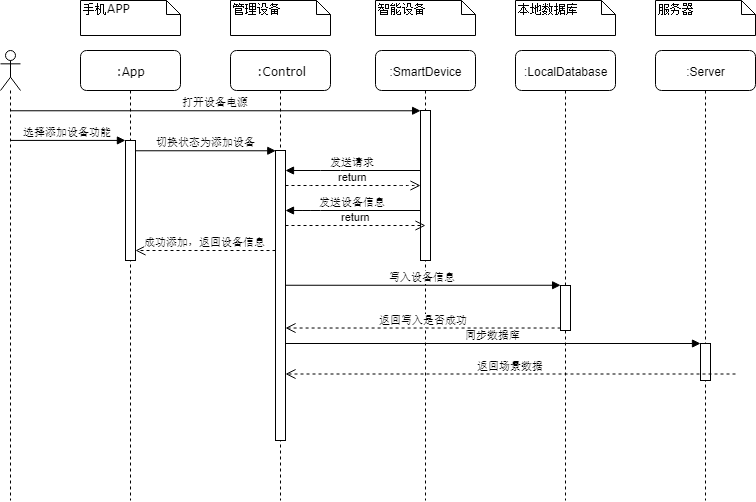 手机APP
管理设备
智能设备
本地数据库
服务器
:App
:Control
:SmartDevice
:LocalDatabase
:Server
打开设备电源
选择添加设备功能
切换状态为添加设备
发送请求
return
发送设备信息
return
成功添加，返回设备信息
写入设备信息
返回写入是否成功
同步数据库
返回场景数据